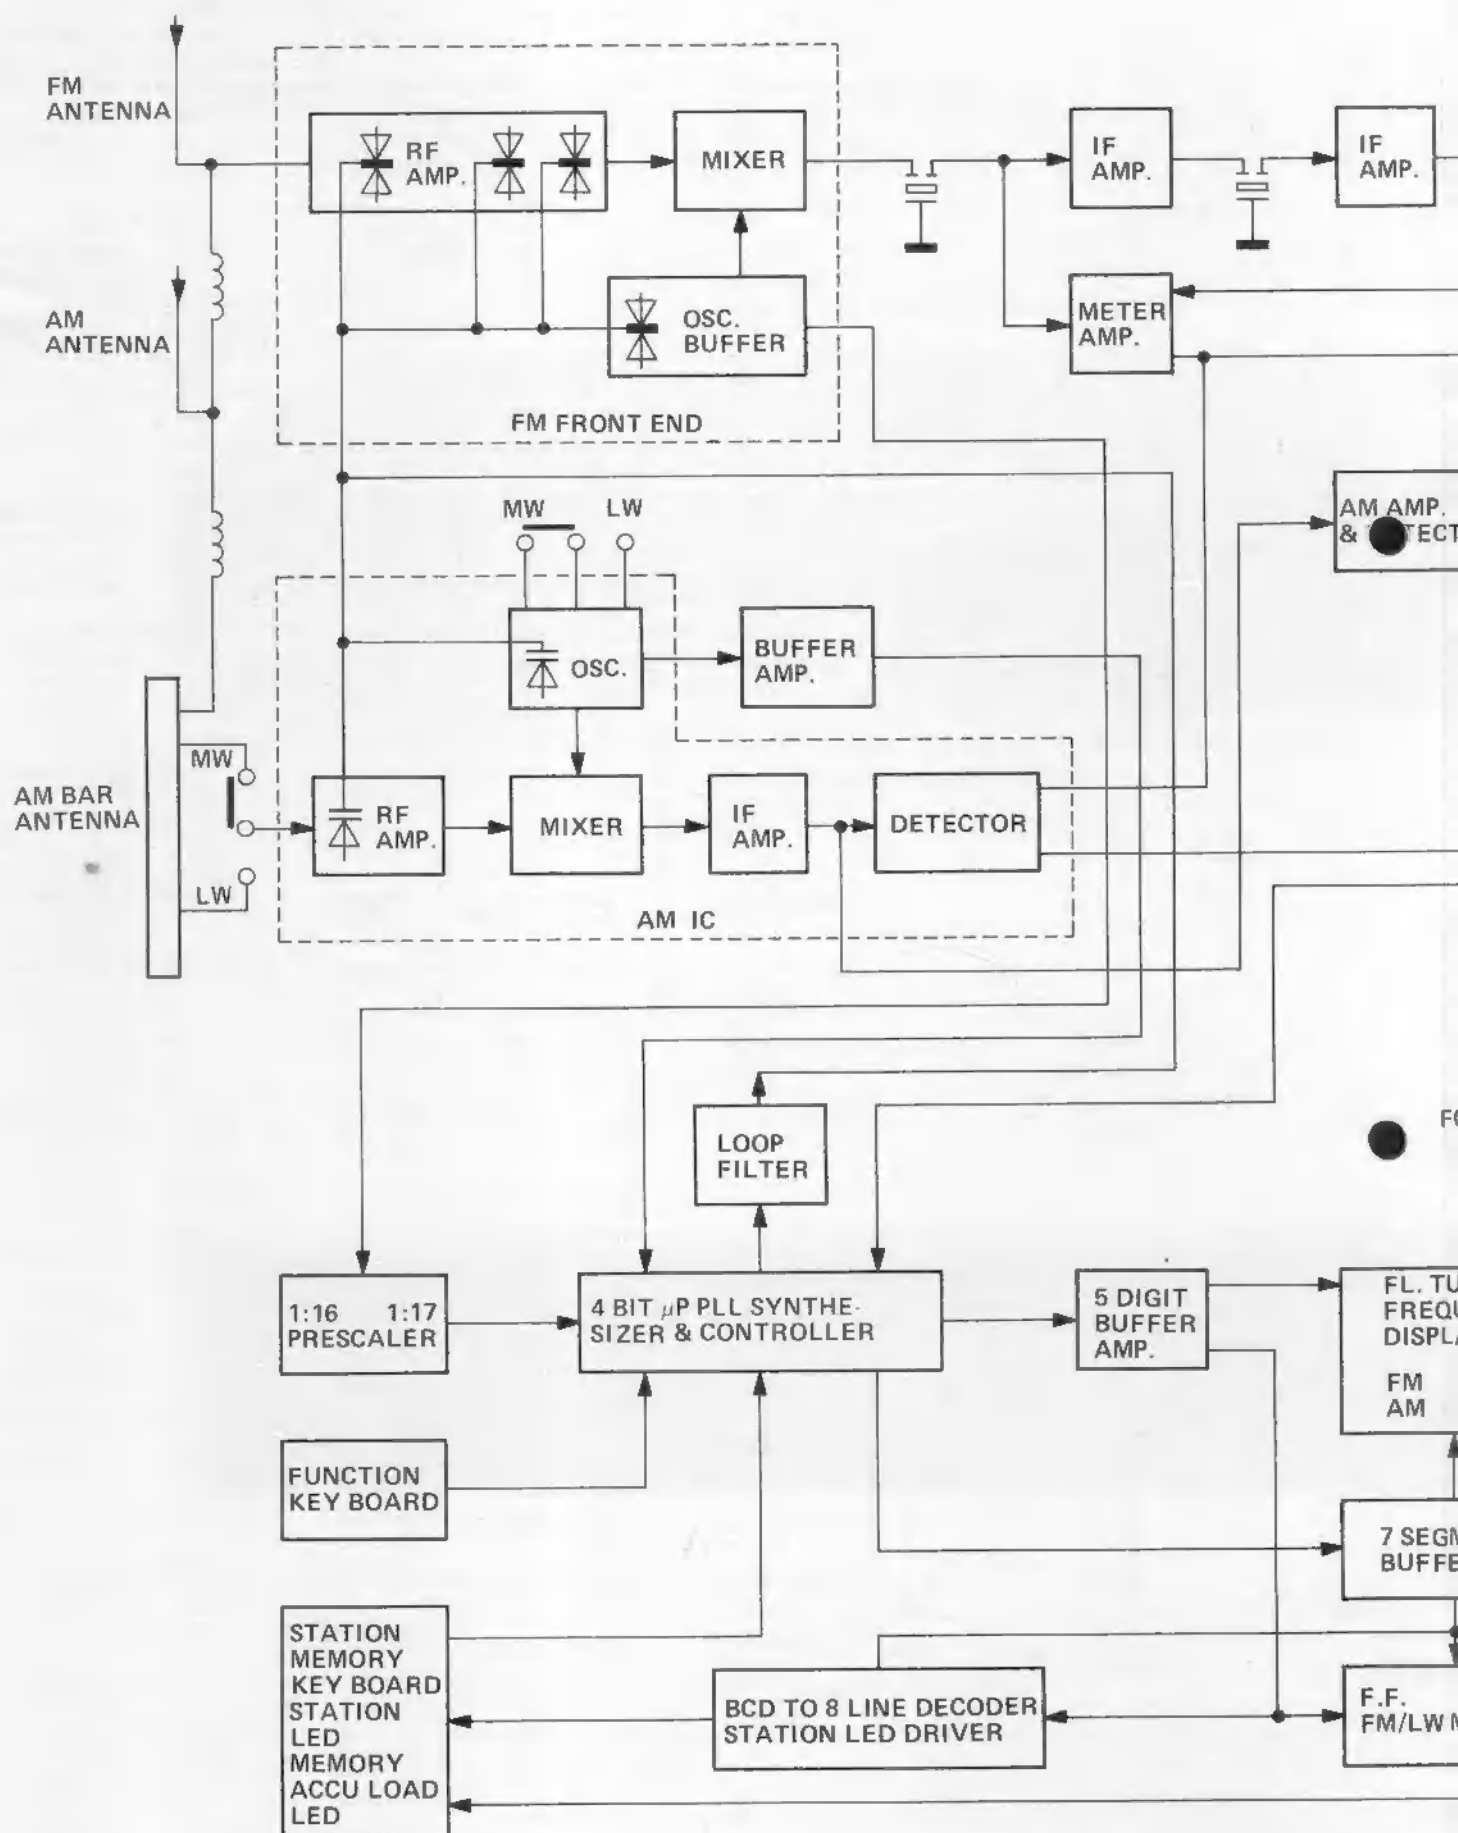 FM
ANTENNA
RF
AMP.
MIXER
IF
AMP.
IF
AMP.
AM
ANTENNA
OSC.
BUFFER
METER
AMP.
FM FRONT END
MW
LW
AM AMP.
&
OSC.
BUFFER
AMP.
MW
AM BAR
ANTENNA
RF
AMP.
MIXER
IF
AMP.
DETECTOR
LW
AM IC
LOOP
FILTER
1:16 1:17
PRESCALER
4 BIT µP PLL SYNTHE-
SIZER & CONTROLLER
5 DIGIT
BUFFER
AMP.
FL.
FM
AM
FUNCTION
KEY BOARD
7
STATION
MEMORY
KEY BOARD
STATION
LED
MEMORY
ACCU LOAD
LED
BCD TO 8 LINE DECODER
STATION LED DRIVER
F.F.
FM/LW